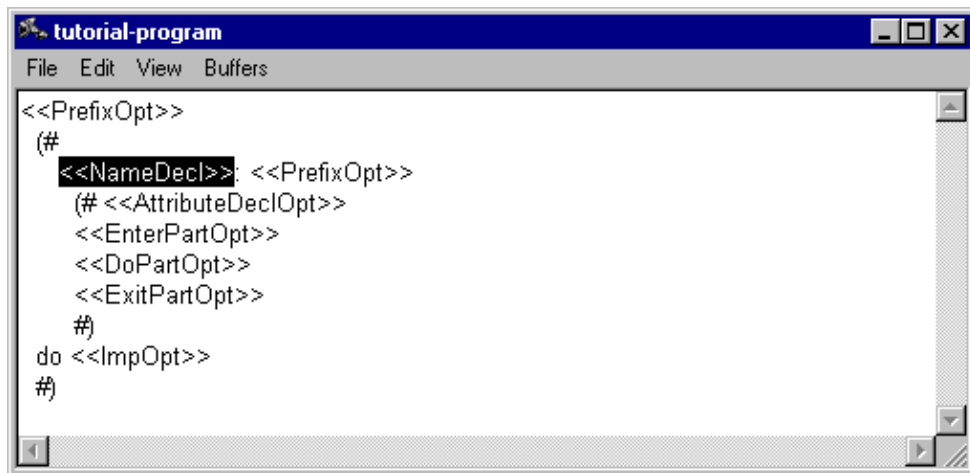 tutorial-program
File Edit View Buffers
<<PrefixOpt>>
(#
<<NameDecl>>: <<PrefixOpt>>
(# <<AttributeDeclOpt>>
<<EnterPartOpt>>
<<DoPartOpt>>
<<ExitPartOpt>>
#)
do <<ImpOpt>>
#)